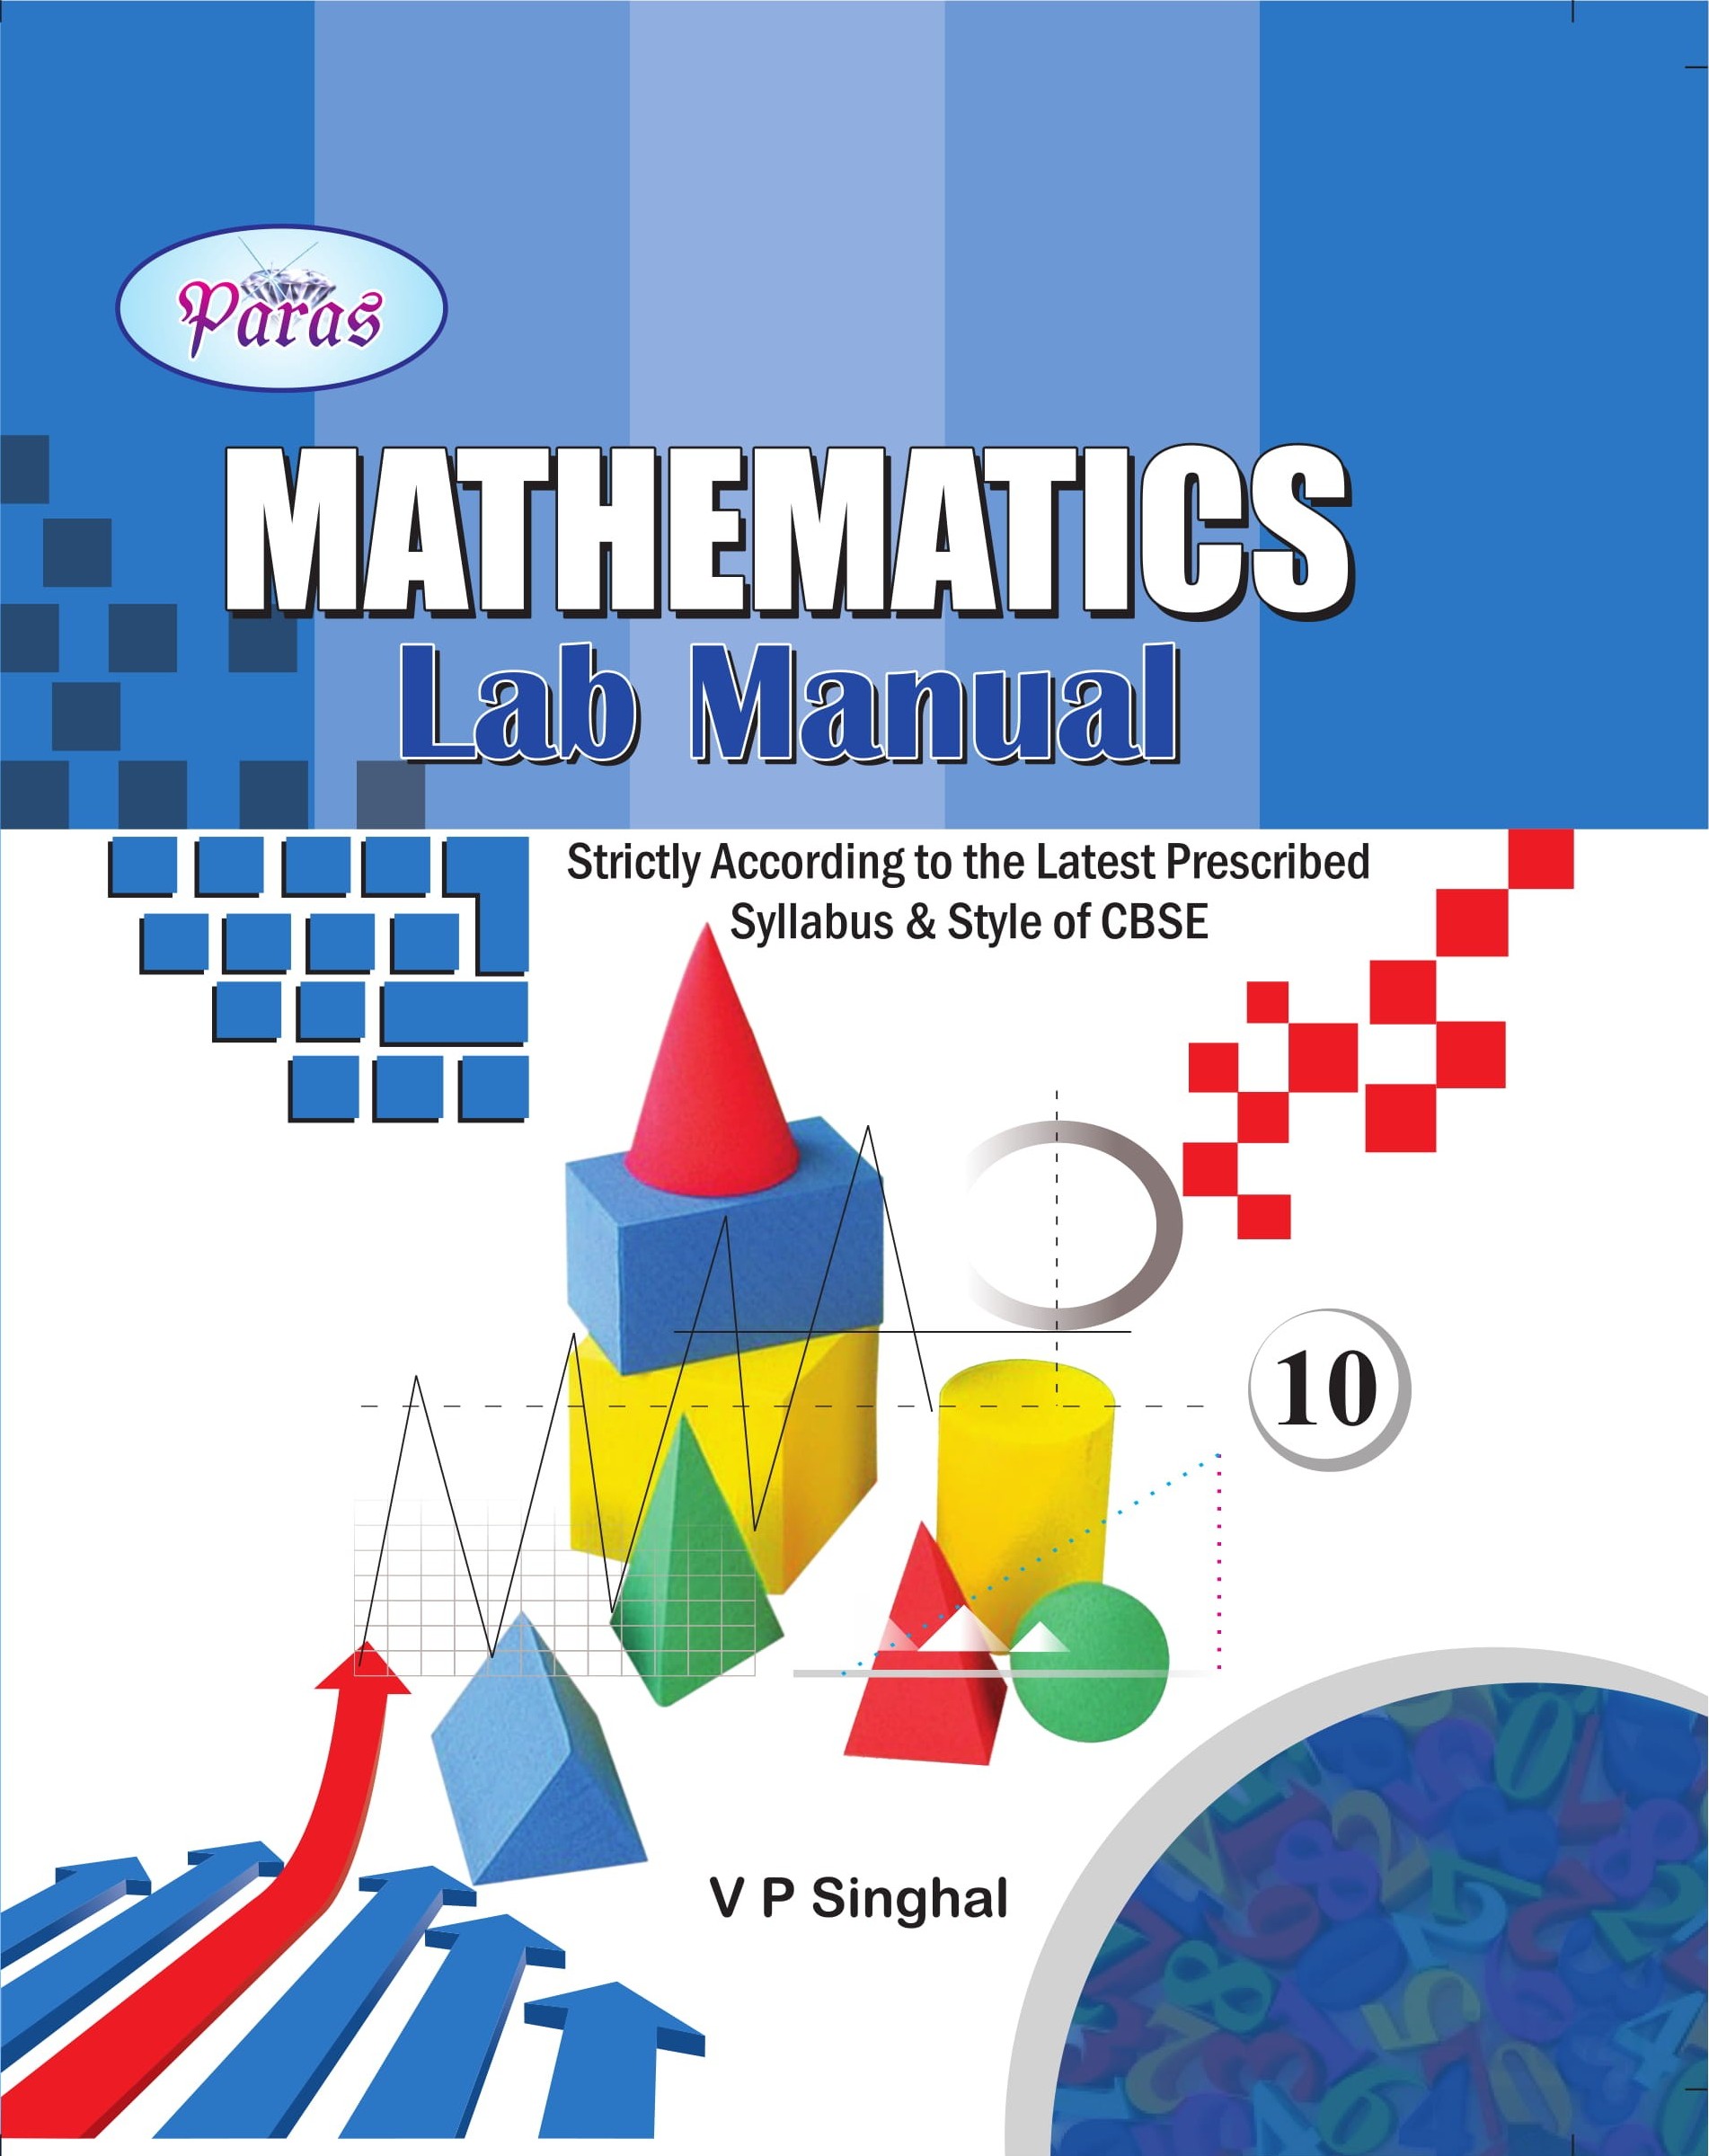 Paras
MATHEMATICS
Lab Manual
Strictly According to the Latest Prescribed
Syllabus & Style of CBSE
10
V P Singhal